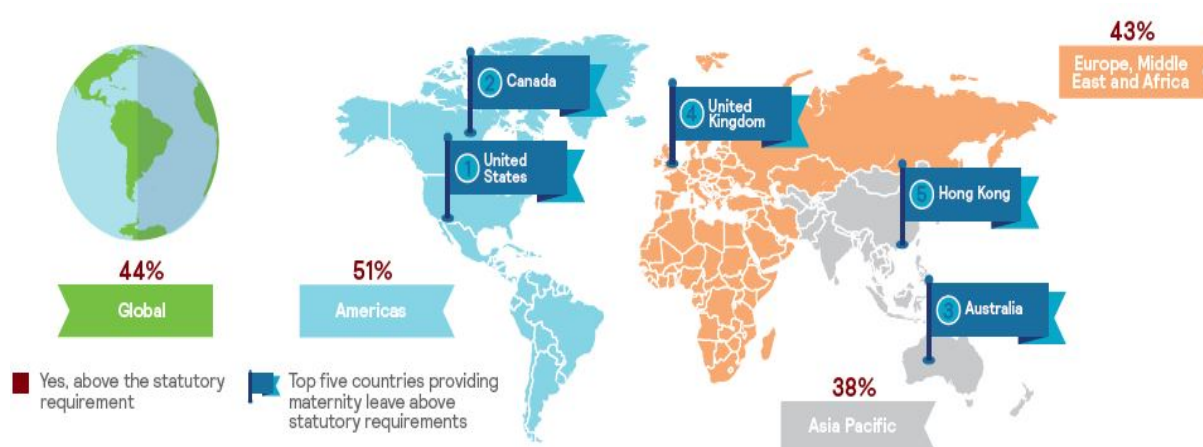 43%
Europe, Middle
East and Africa
2 Canada
4 United
Kingdom
1 United
States
5 Hong Kong
44%
Global
51%
Americas
3 Australia
Yes, above the statutory
requirement
Top five countries providing
maternity leave above
statutory requirements
38%
Asia Pacific